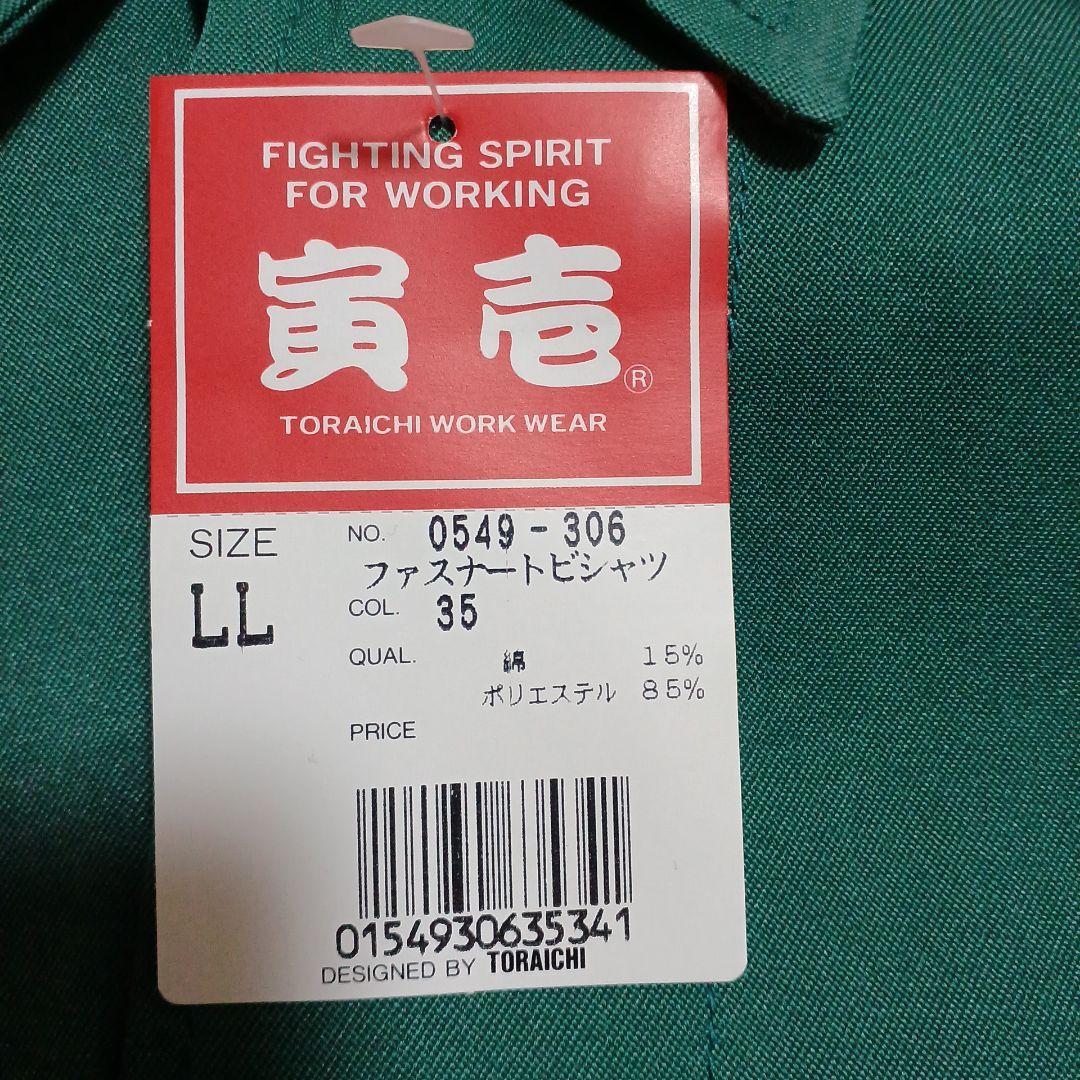 FIGHTING SPIRIT
FOR WORKING
寅壱®
TORAICHI WORK WEAR
SIZE
LL
NO. 0549-306
ファスナートビシャツ
COL. 35
QUAL. 綿 15%
ポリエステル 85%
PRICE
0154930635341
DESIGNED BY TORAICHI